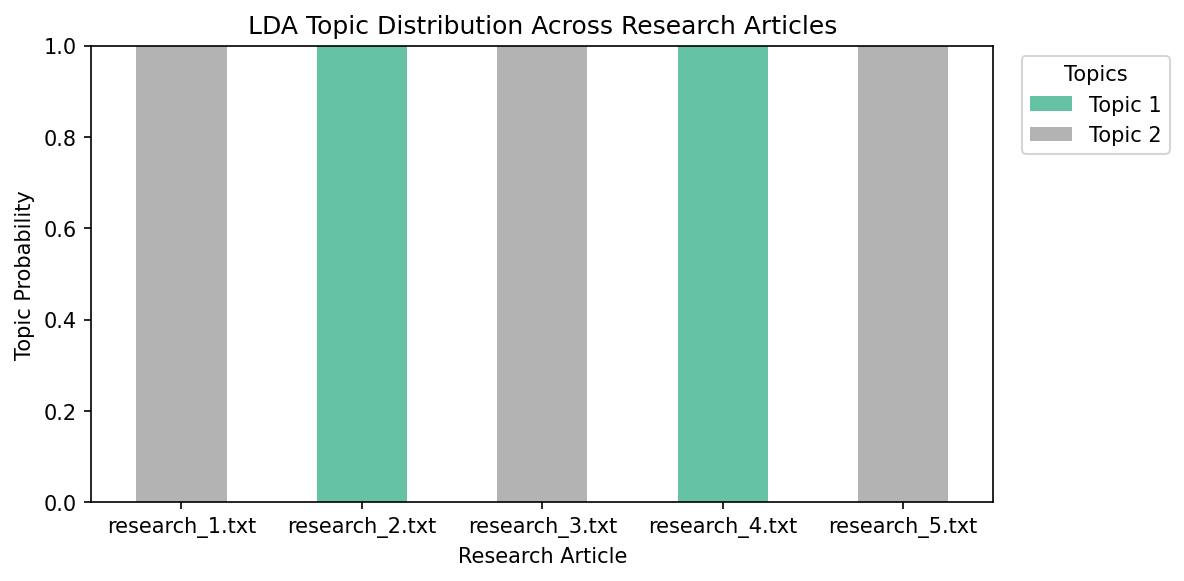 LDA Topic Distribution Across Research Articles
Topics
Topic 1
Topic 2
Topic Probability
1.0
0.8
0.6
0.4
0.2
0.0
research_1.txt research_2.txt research_3.txt research_4.txt research_5.txt
Research Article